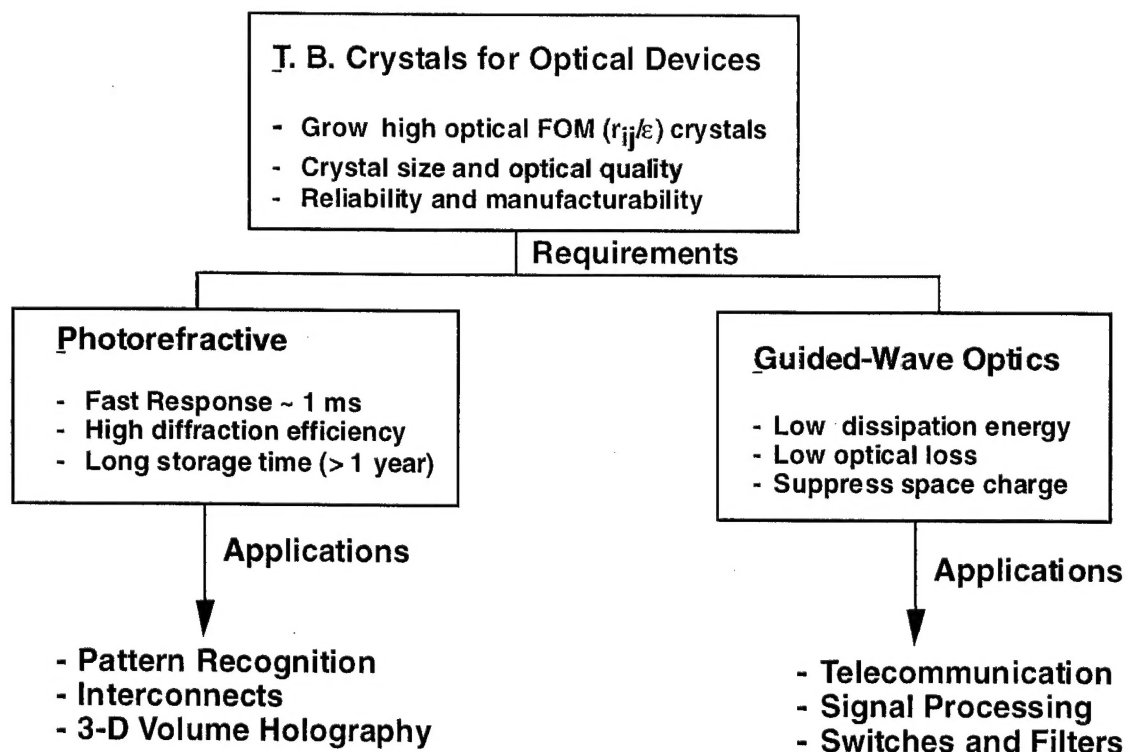 T. B. Crystals for Optical Devices
- Grow high optical FOM (rij/ε) crystals
- Crystal size and optical quality
- Reliability and manufacturability
Requirements
Photorefractive
- Fast Response ~ 1 ms
- High diffraction efficiency
- Long storage time (> 1 year)
Applications
- Pattern Recognition
- Interconnects
- 3-D Volume Holography
Guided-Wave Optics
- Low dissipation energy
- Low optical loss
- Suppress space charge
Applications
- Telecommunication
- Signal Processing
- Switches and Filters